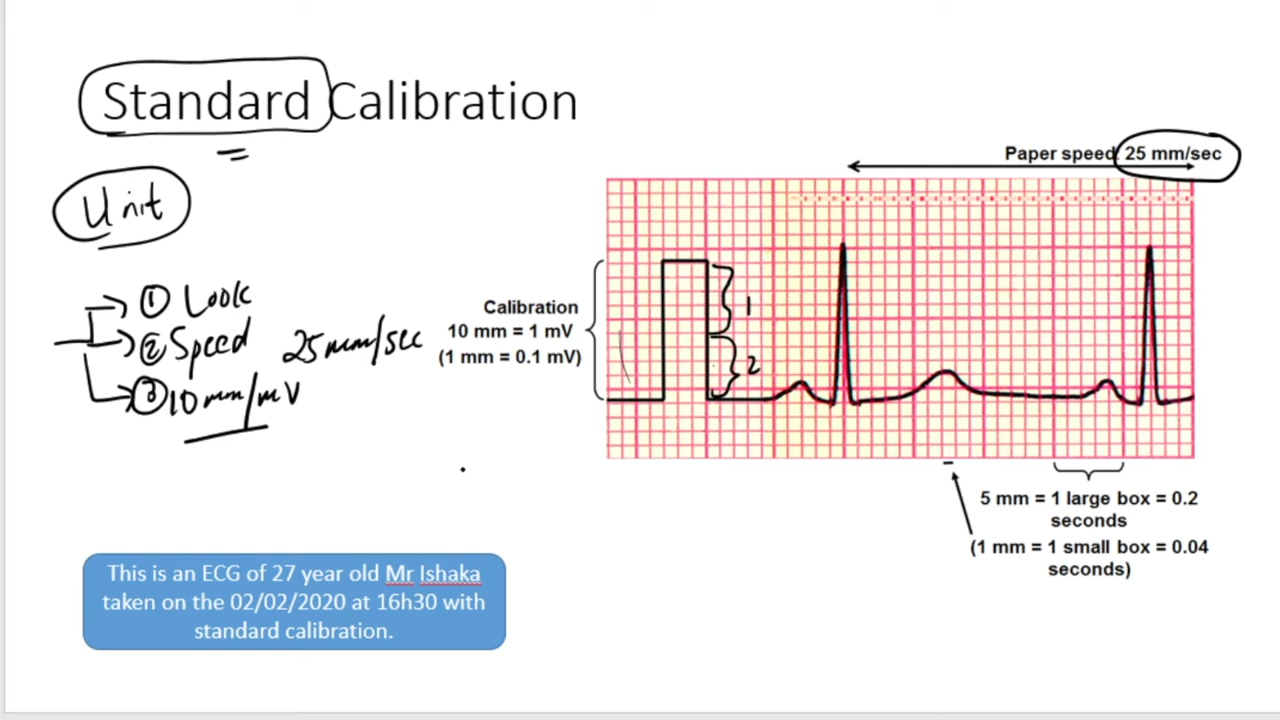 Standard Calibration
Unit
① Look
② Speed 25mm/sec
③ 10mm/mV
Paper speed: 25 mm/sec
Calibration
10 mm = 1 mV
(1 mm = 0.1 mV)
1
2
5 mm = 1 large box = 0.2
seconds
(1 mm = 1 small box = 0.04
seconds)
This is an ECG of 27 year old Mr Ishaka
taken on the 02/02/2020 at 16h30 with
standard calibration.